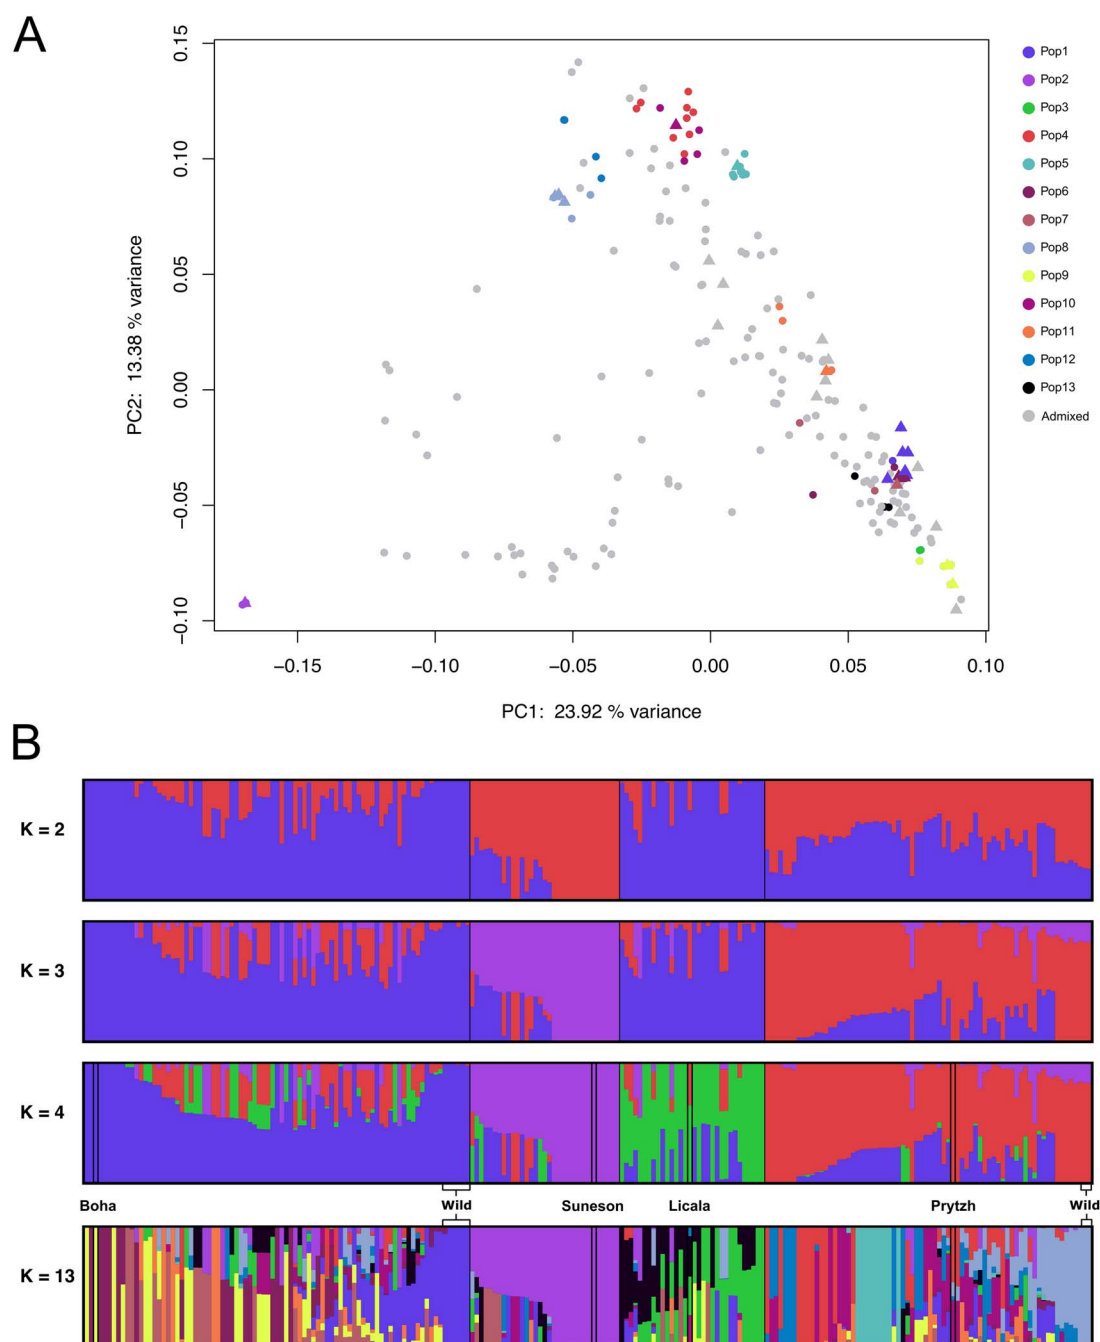 A
0.15
0.10
0.05
0.00
−0.05
−0.10
PC2: 13.38 % variance
−0.15
−0.10
−0.05
0.00
0.05
0.10
PC1: 23.92 % variance
Pop1
Pop2
Pop3
Pop4
Pop5
Pop6
Pop7
Pop8
Pop9
Pop10
Pop11
Pop12
Pop13
Admixed
B
K = 2
K = 3
K = 4
Boha Wild Suneson Licala Prytzh Wild
K = 13